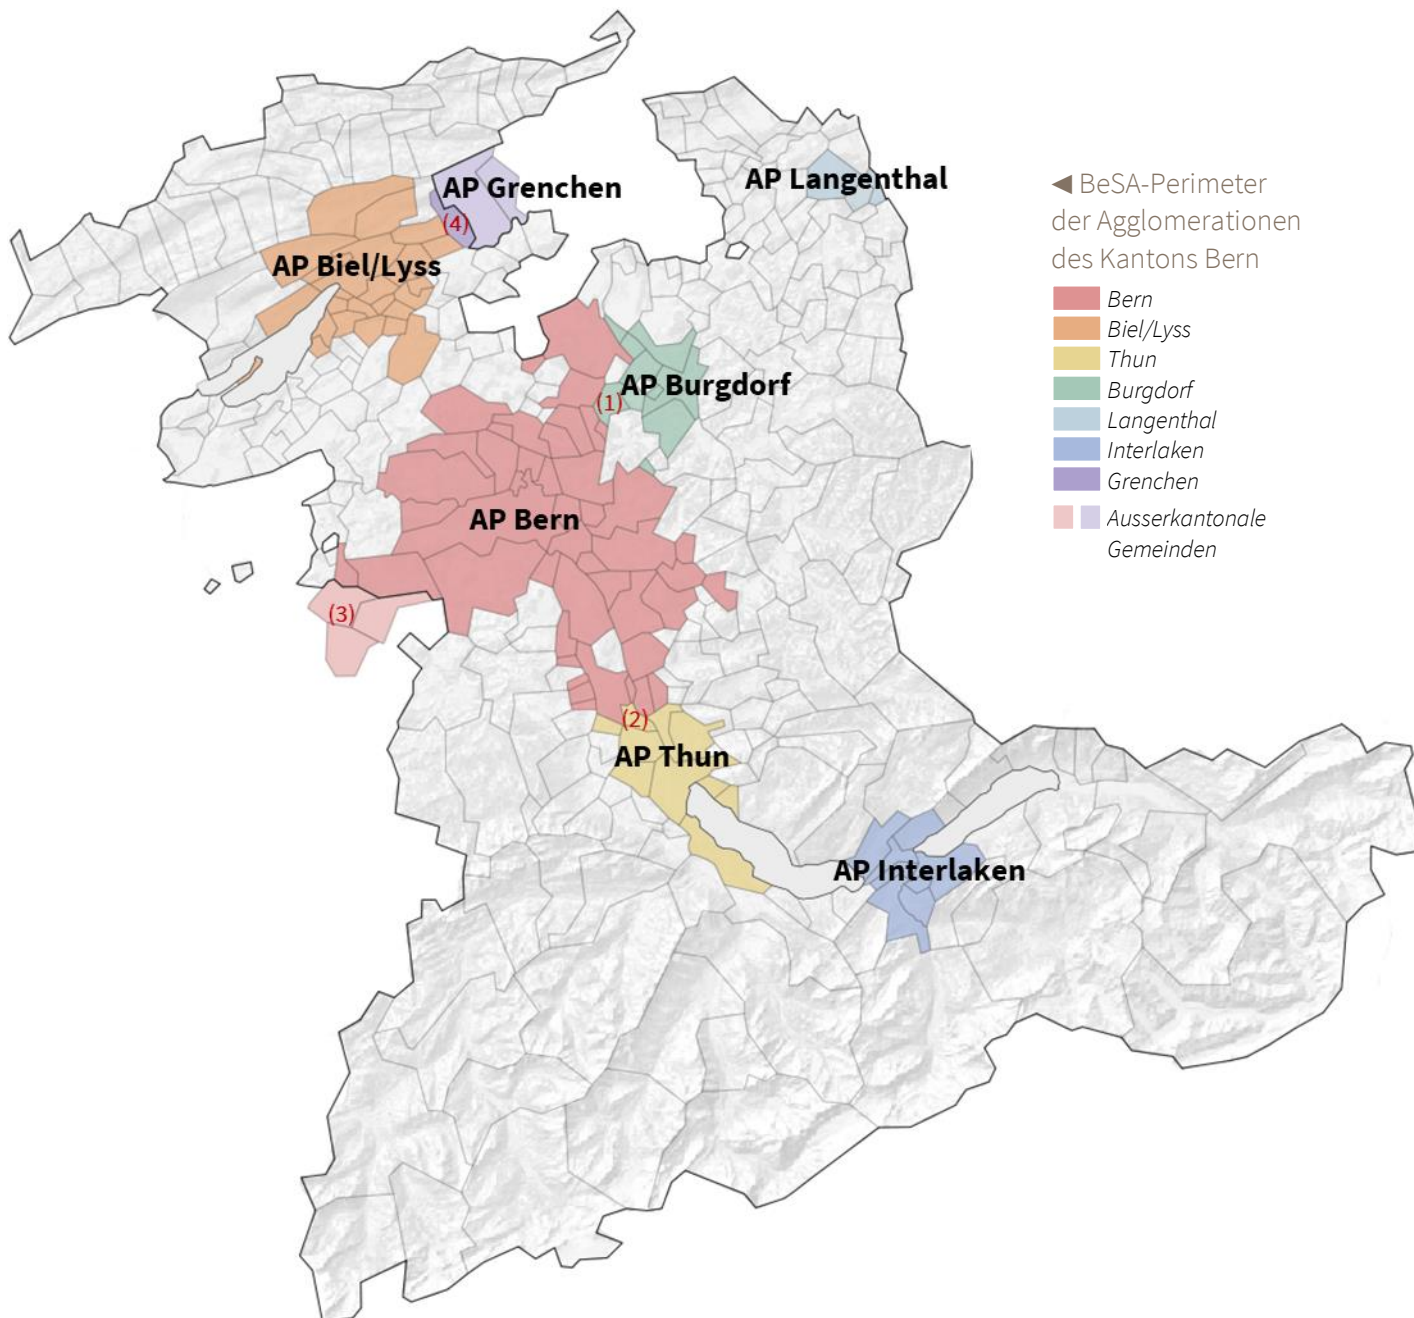 AP Grenchen
(4)
AP Langenthal
AP Biel/Lyss
AP Burgdorf
(1)
AP Bern
(3)
(2)
AP Thun
AP Interlaken
◀ BeSA-Perimeter
der Agglomerationen
des Kantons Bern
Bern
Biel/Lyss
Thun
Burgdorf
Langenthal
Interlaken
Grenchen
Ausserkantonale
Gemeinden